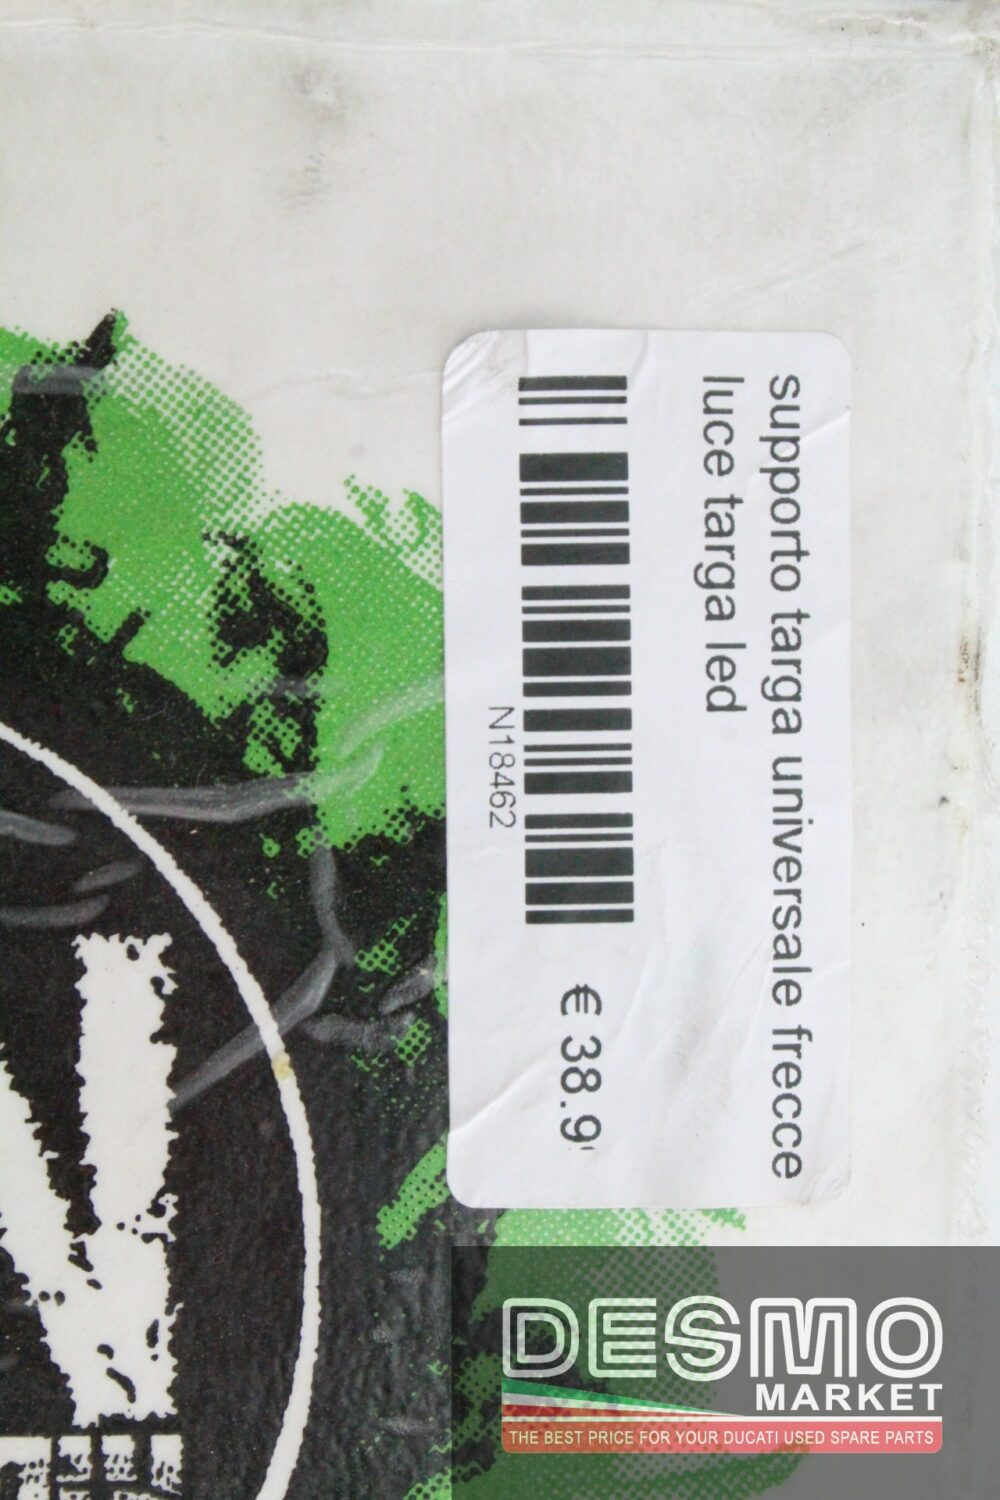 supporto targa universale frecce
luce targa led
N18462
€ 38.9
DESMO
MARKET
THE BEST PRICE FOR YOUR DUCATI USED SPARE PARTS